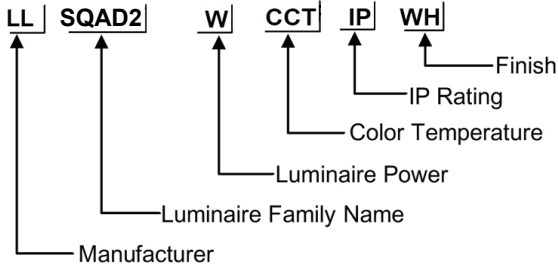 LL SQAD2 W CCT IP WH
Finish
IP Rating
Color Temperature
Luminaire Power
Luminaire Family Name
Manufacturer